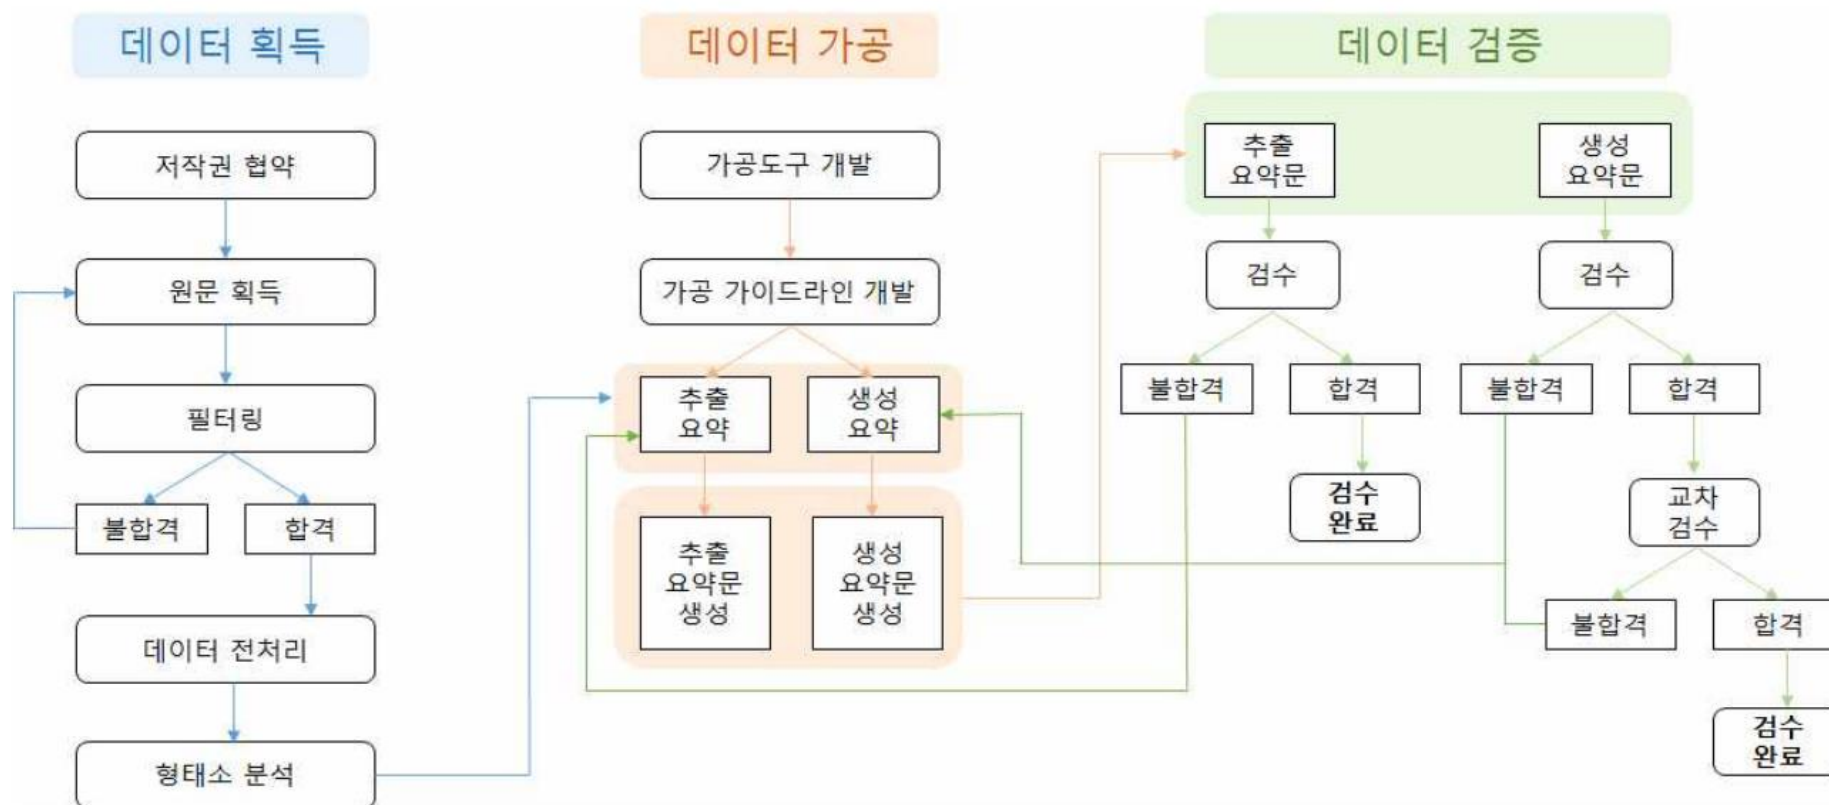 데이터 획득
저작권 협약
원문 획득
필터링
불합격
합격
데이터 전처리
형태소 분석
데이터 가공
가공도구 개발
가공 가이드라인 개발
추출
요약
생성
요약
추출
요약문
생성
생성
요약문
생성
데이터 검증
추출
요약문
검수
불합격
합격
검수
완료
생성
요약문
검수
불합격
합격
교차
검수
불합격
합격
검수
완료